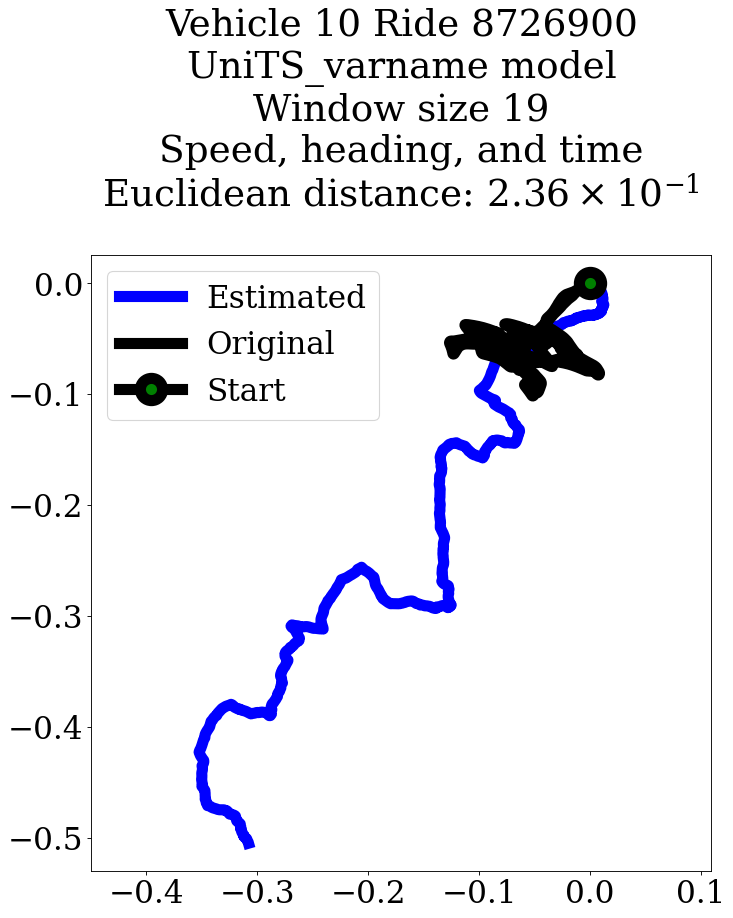 Vehicle 10 Ride 8726900
UniTS_varname model
Window size 19
Speed, heading, and time
Euclidean distance: 2.36 × 10⁻¹
Estimated
Original
Start
0.0
−0.1
−0.2
−0.3
−0.4
−0.5
−0.4 −0.3 −0.2 −0.1 0.0 0.1